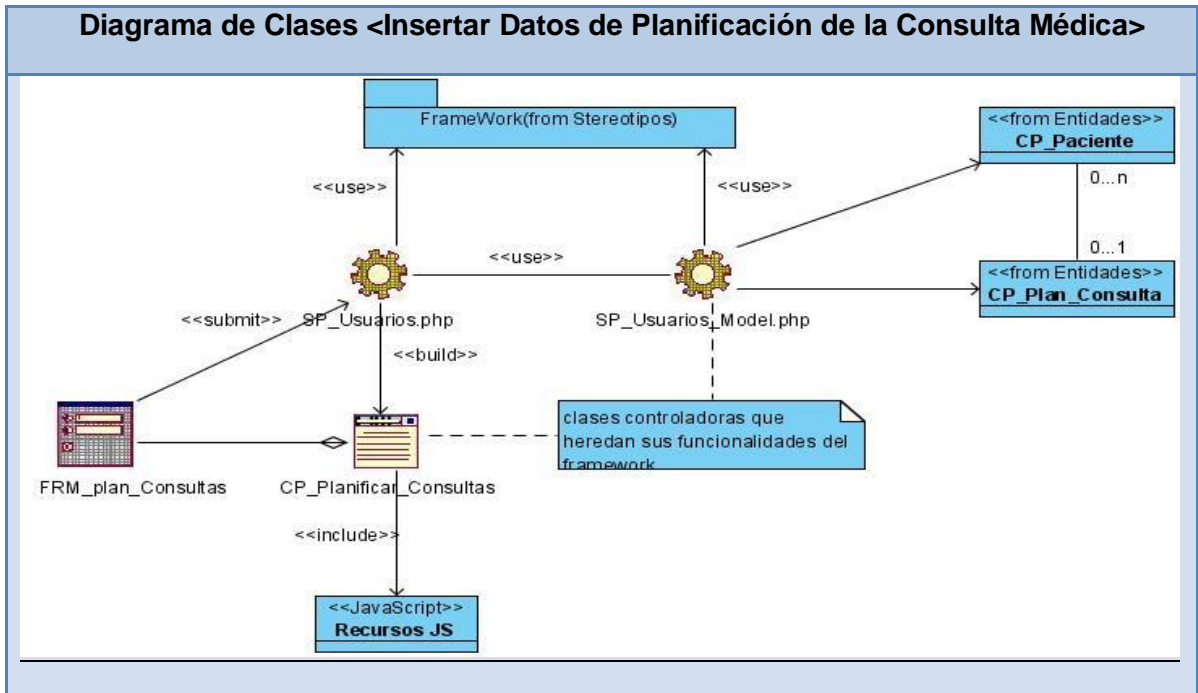 Diagrama de Clases <Insertar Datos de Planificación de la Consulta Médica>
FrameWork(from Stereotipos)
<<from Entidades>>
CP_Paciente
<<use>>
<<use>>
0...n
<<use>>
0...1
<<from Entidades>>
CP_Plan_Consulta
<<submit>>
SP_Usuarios.php
SP_Usuarios_Model.php
<<build>>
clases controladoras que
heredan sus funcionalidades del
framework
FRM_plan_Consultas
CP_Planificar_Consultas
<<include>>
<<JavaScript>>
Recursos JS